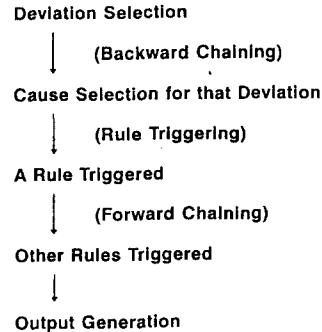 Deviation Selection
(Backward Chaining)
Cause Selection for that Deviation
(Rule Triggering)
A Rule Triggered
(Forward Chaining)
Other Rules Triggered
Output Generation